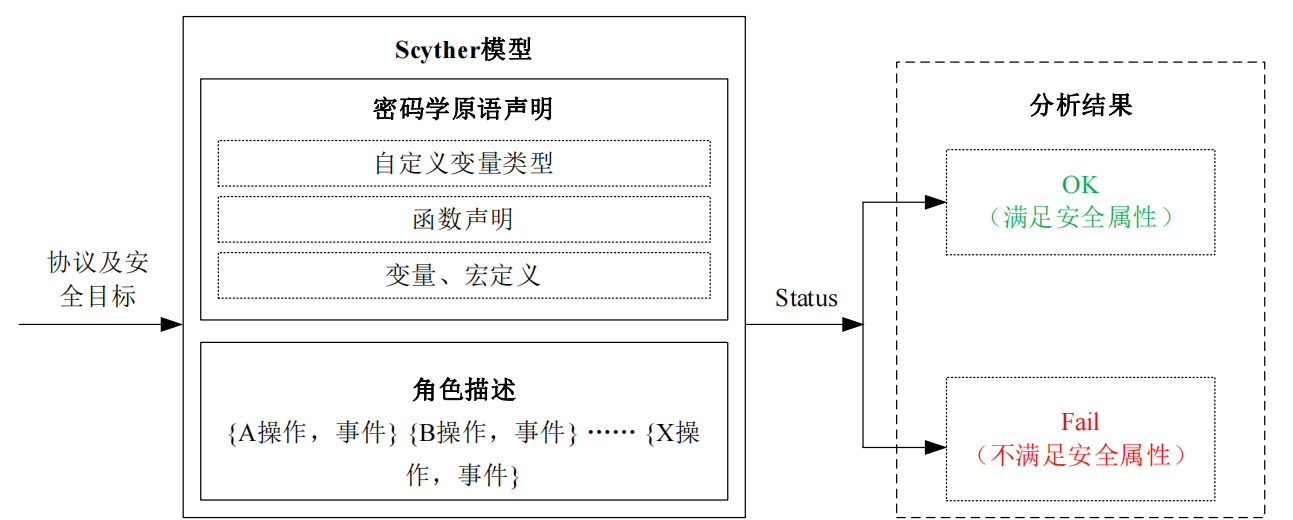 Scyther模型
密码学原语声明
自定义变量类型
函数声明
变量、宏定义
协议及安
全目标
角色描述
{A操作，事件} {B操作，事件} …… {X操
作，事件}
Status
分析结果
OK
（满足安全属性）
Fail
（不满足安全属性）